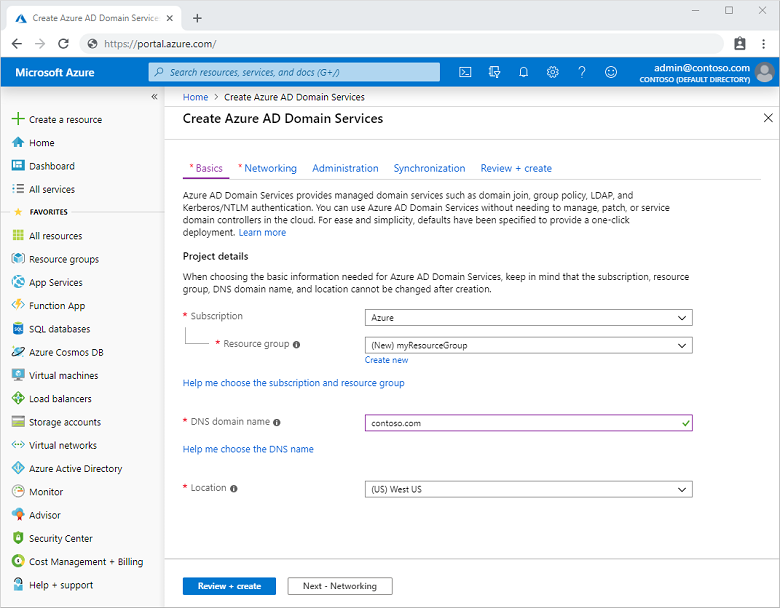 Create Azure AD Domain Services
https://portal.azure.com/
Microsoft Azure
Search resources, services, and docs (G+/)
admin@contoso.com
CONTOSO (DEFAULT DIRECTORY)
Create a resource
Home
Dashboard
All services
FAVORITES
All resources
Resource groups
App Services
Function App
SQL databases
Azure Cosmos DB
Virtual machines
Load balancers
Storage accounts
Virtual networks
Azure Active Directory
Monitor
Advisor
Security Center
Cost Management + Billing
Help + support
Home > Create Azure AD Domain Services
Create Azure AD Domain Services
* Basics * Networking Administration Synchronization Review + create
Azure AD Domain Services provides managed domain services such as domain join, group policy, LDAP, and
Kerberos/NTLM authentication. You can use Azure AD Domain Services without needing to manage, patch, or service
domain controllers in the cloud. For ease and simplicity, defaults have been specified to provide a one-click
deployment. Learn more
Project details
When choosing the basic information needed for Azure AD Domain Services, keep in mind that the subscription, resource
group, DNS domain name, and location cannot be changed after creation.
* Subscription
Azure
* Resource group
(New) myResourceGroup
Create new
Help me choose the subscription and resource group
* DNS domain name
contoso.com
Help me choose the DNS name
* Location
(US) West US
Review + create
Next - Networking